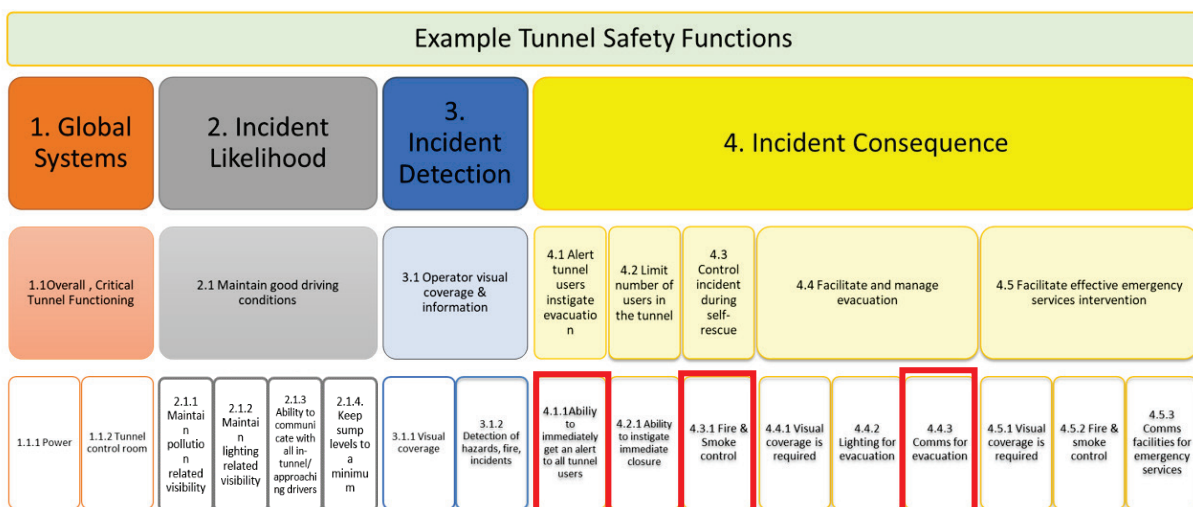 Example Tunnel Safety Functions
1. Global
Systems
2. Incident
Likelihood
3.
Incident
Detection
4. Incident Consequence
1.1Overall , Critical
Tunnel Functioning
2.1 Maintain good driving
conditions
3.1 Operator visual
coverage &
information
4.1 Alert
tunnel
users
instigate
evacuatio
n
4.2 Limit
number of
users in
the tunnel
4.3
Control
incident
during
self-
rescue
4.4 Facilitate and manage
evacuation
4.5 Facilitate effective emergency
services intervention
1.1.1 Power
1.1.2 Tunnel
control room
2.1.1
Maintain
pollutio
n
related
visibility
2.1.2
Maintai
n
lighting
related
visibility
2.1.3
Ability to
communi
cate with
all in-
tunnel/
approachi
ng drivers
2.1.4.
Keep
sump
levels to
a
minimu
m
3.1.1 Visual
coverage
3.1.2
Detection of
hazards, fire,
incidents
4.1.1Abiliy
to
immediately
get an alert
to all tunnel
users
4.2.1 Ability
to instigate
immediate
closure
4.3.1 Fire &
Smoke
control
4.4.1 Visual
coverage is
required
4.4.2
Lighting for
evacuation
4.4.3
Comms for
evacuation
4.5.1 Visual
coverage is
required
4.5.2 Fire &
smoke
control
4.5.3
Comms
facilities for
emergency
services